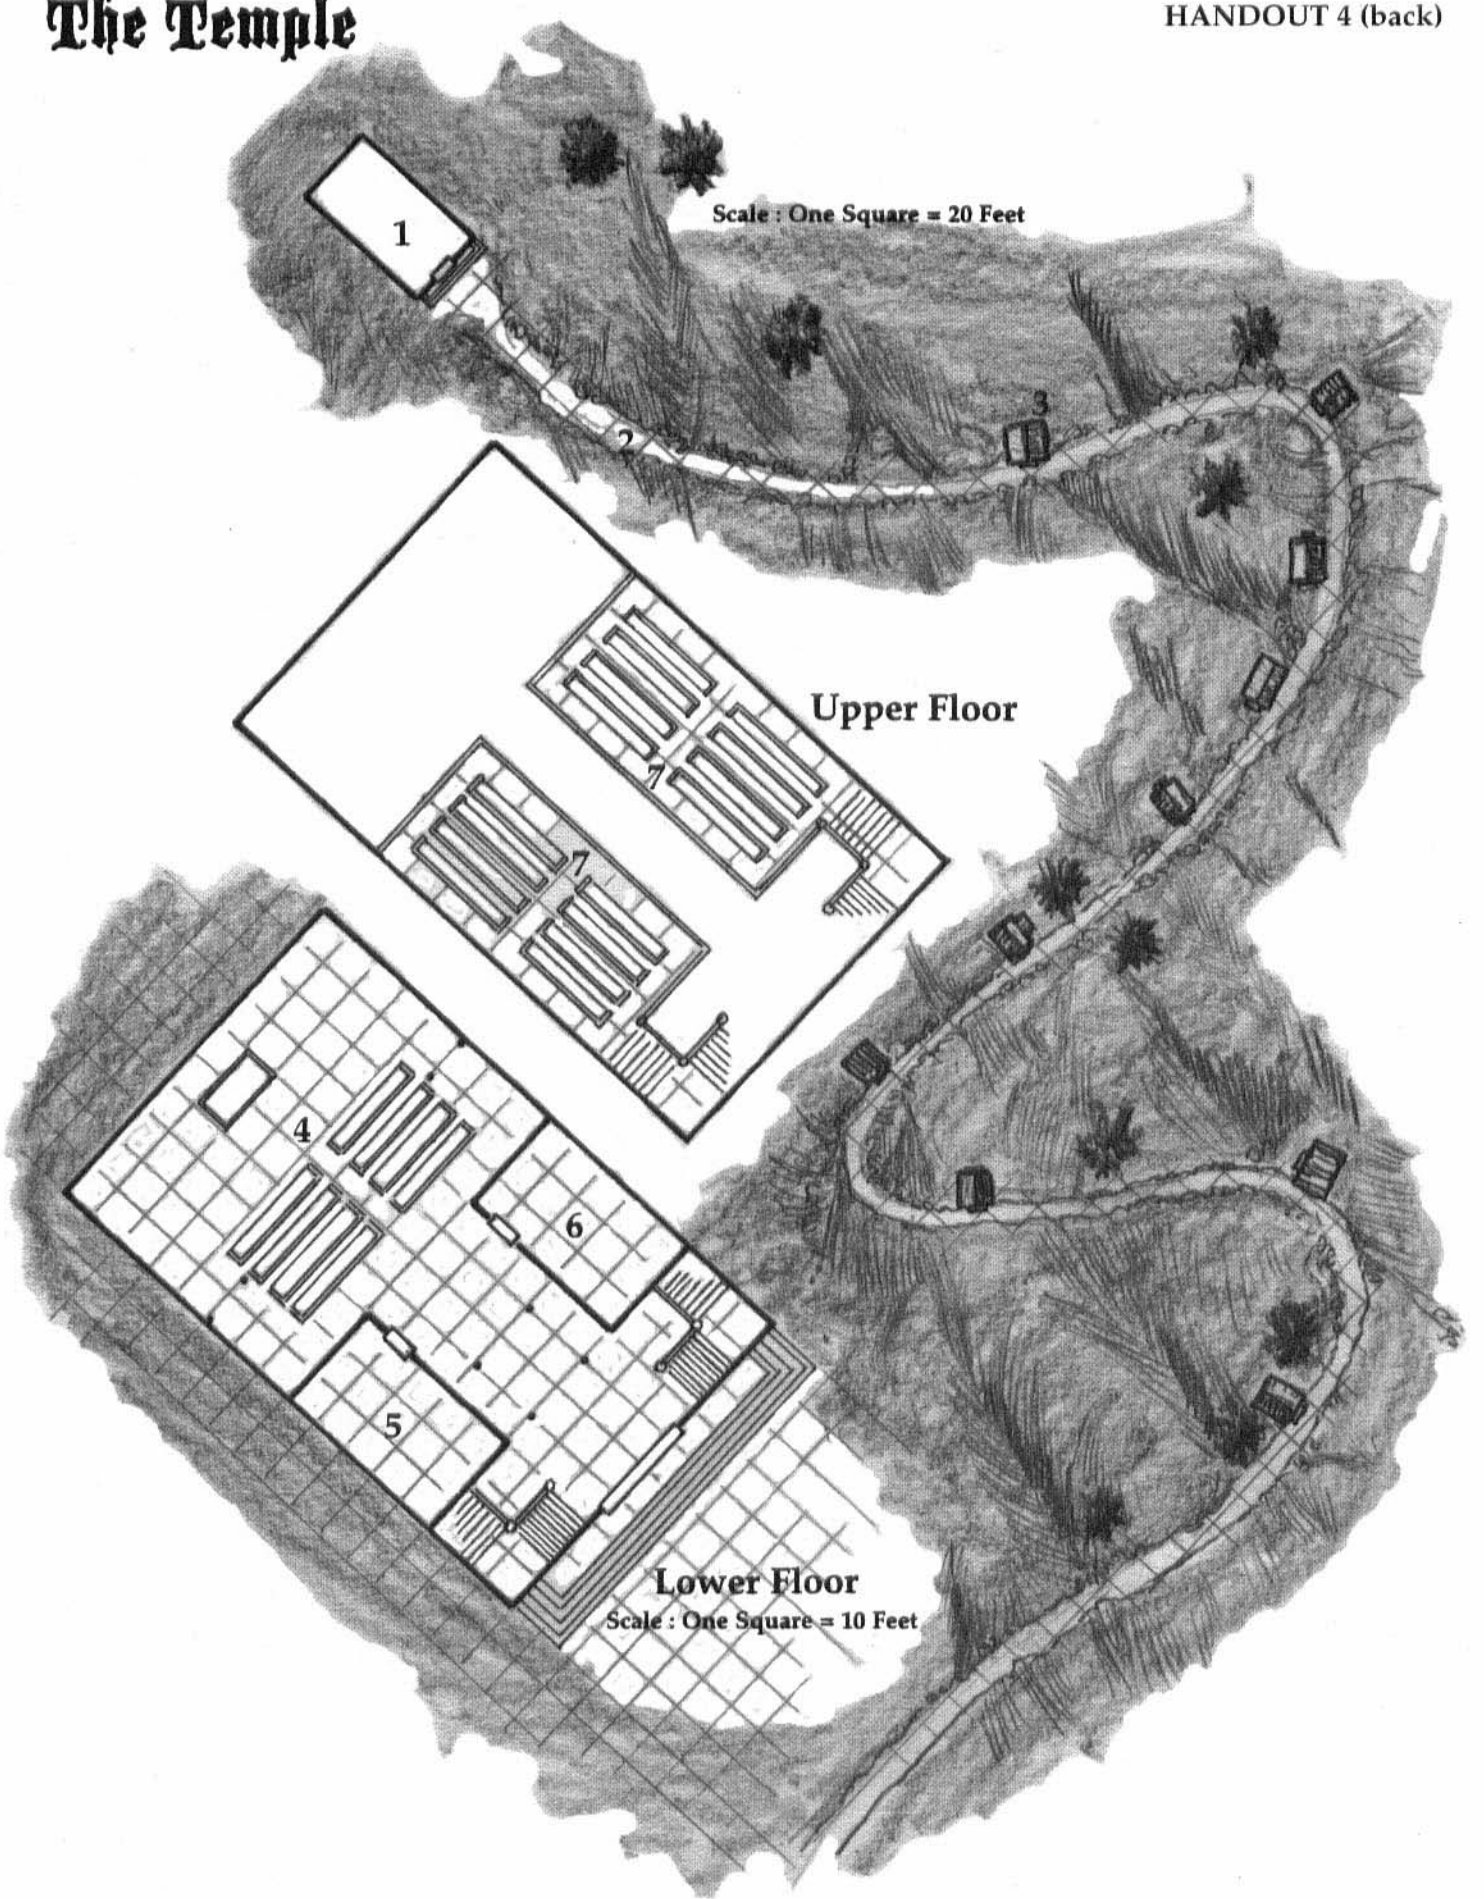 The Temple
HANDOUT 4 (back)
1
Scale : One Square = 20 Feet
3
2
Upper Floor
7
7
4
6
5
Lower Floor
Scale : One Square = 10 Feet